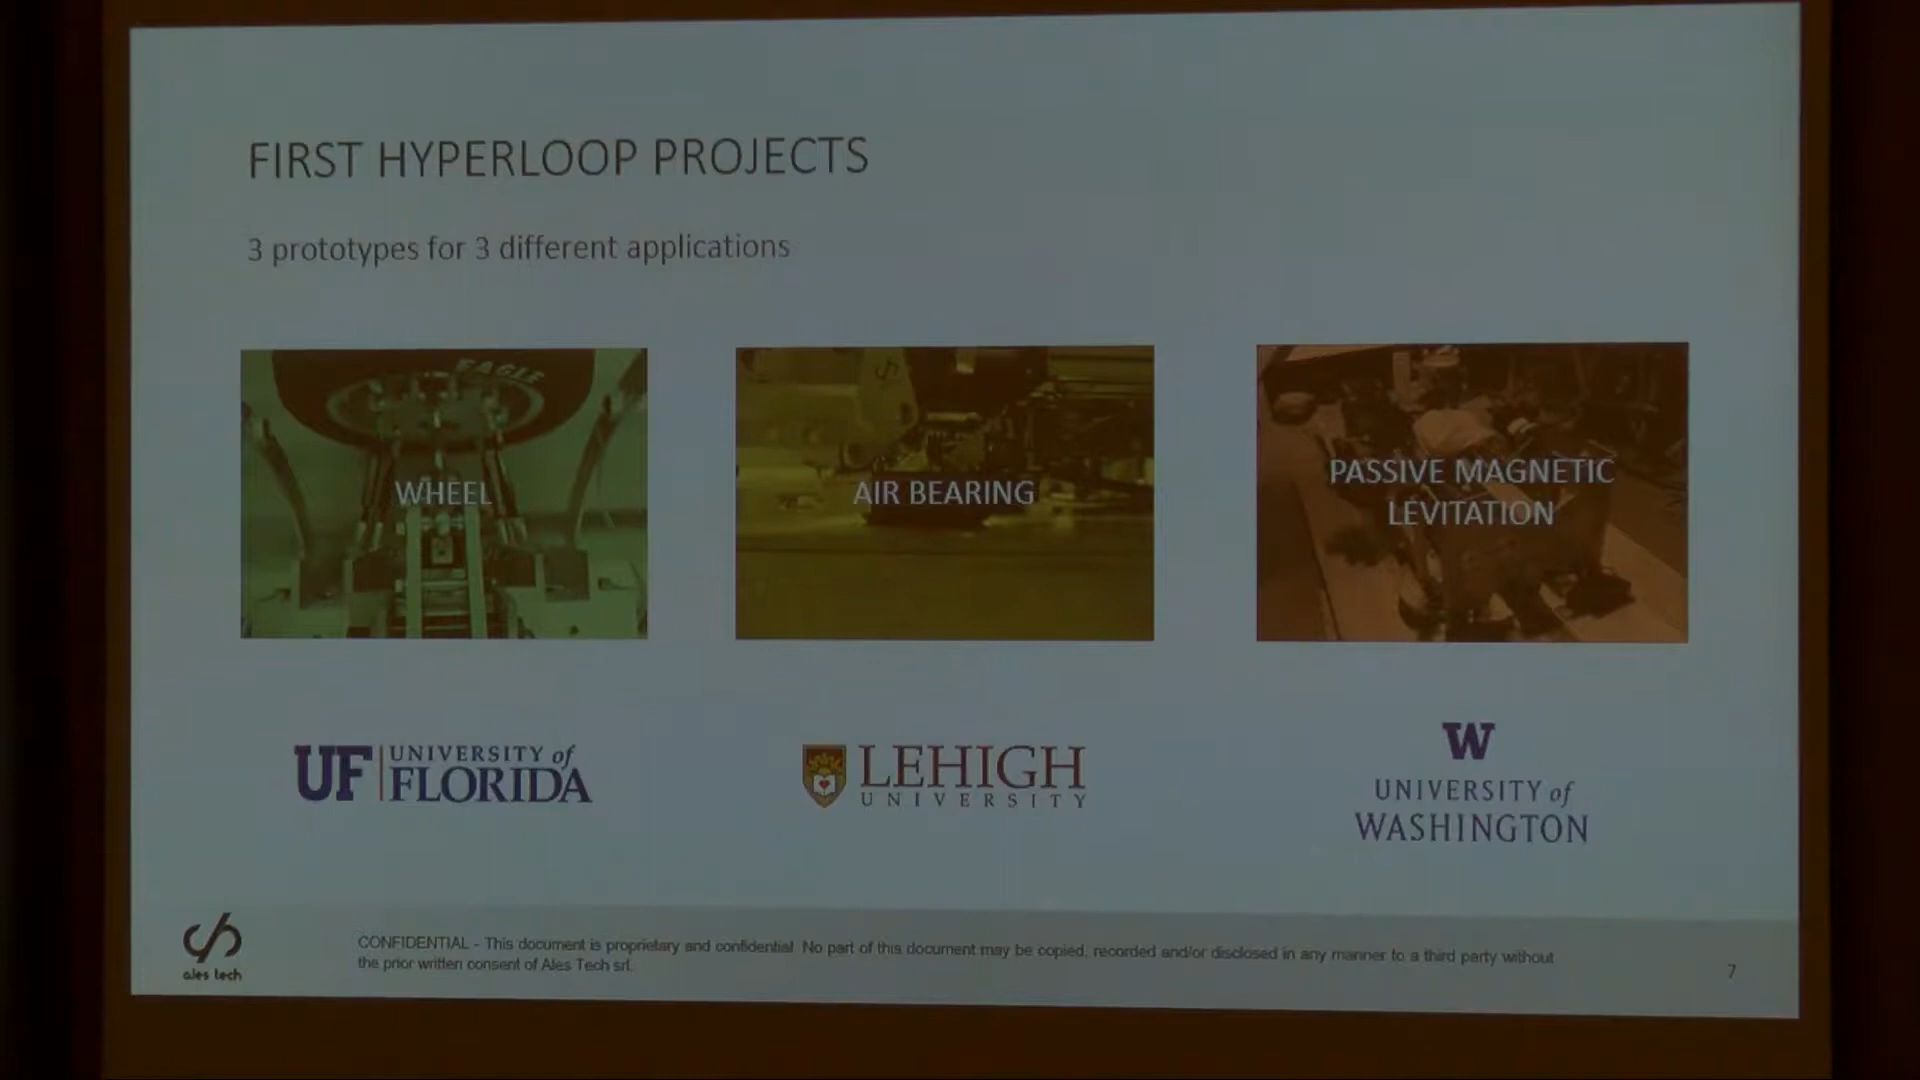 FIRST HYPERLOOP PROJECTS
3 prototypes for 3 different applications
EAGLE
WHEEL
AIR BEARING
PASSIVE MAGNETIC
LEVITATION
UF UNIVERSITY of
FLORIDA
LEHIGH
UNIVERSITY
W
UNIVERSITY of
WASHINGTON
ales tech
CONFIDENTIAL - This document is proprietary and confidential. No part of this document may be copied, recorded and/or disclosed in any manner to a third party without
the prior written consent of Ales Tech srl.
7